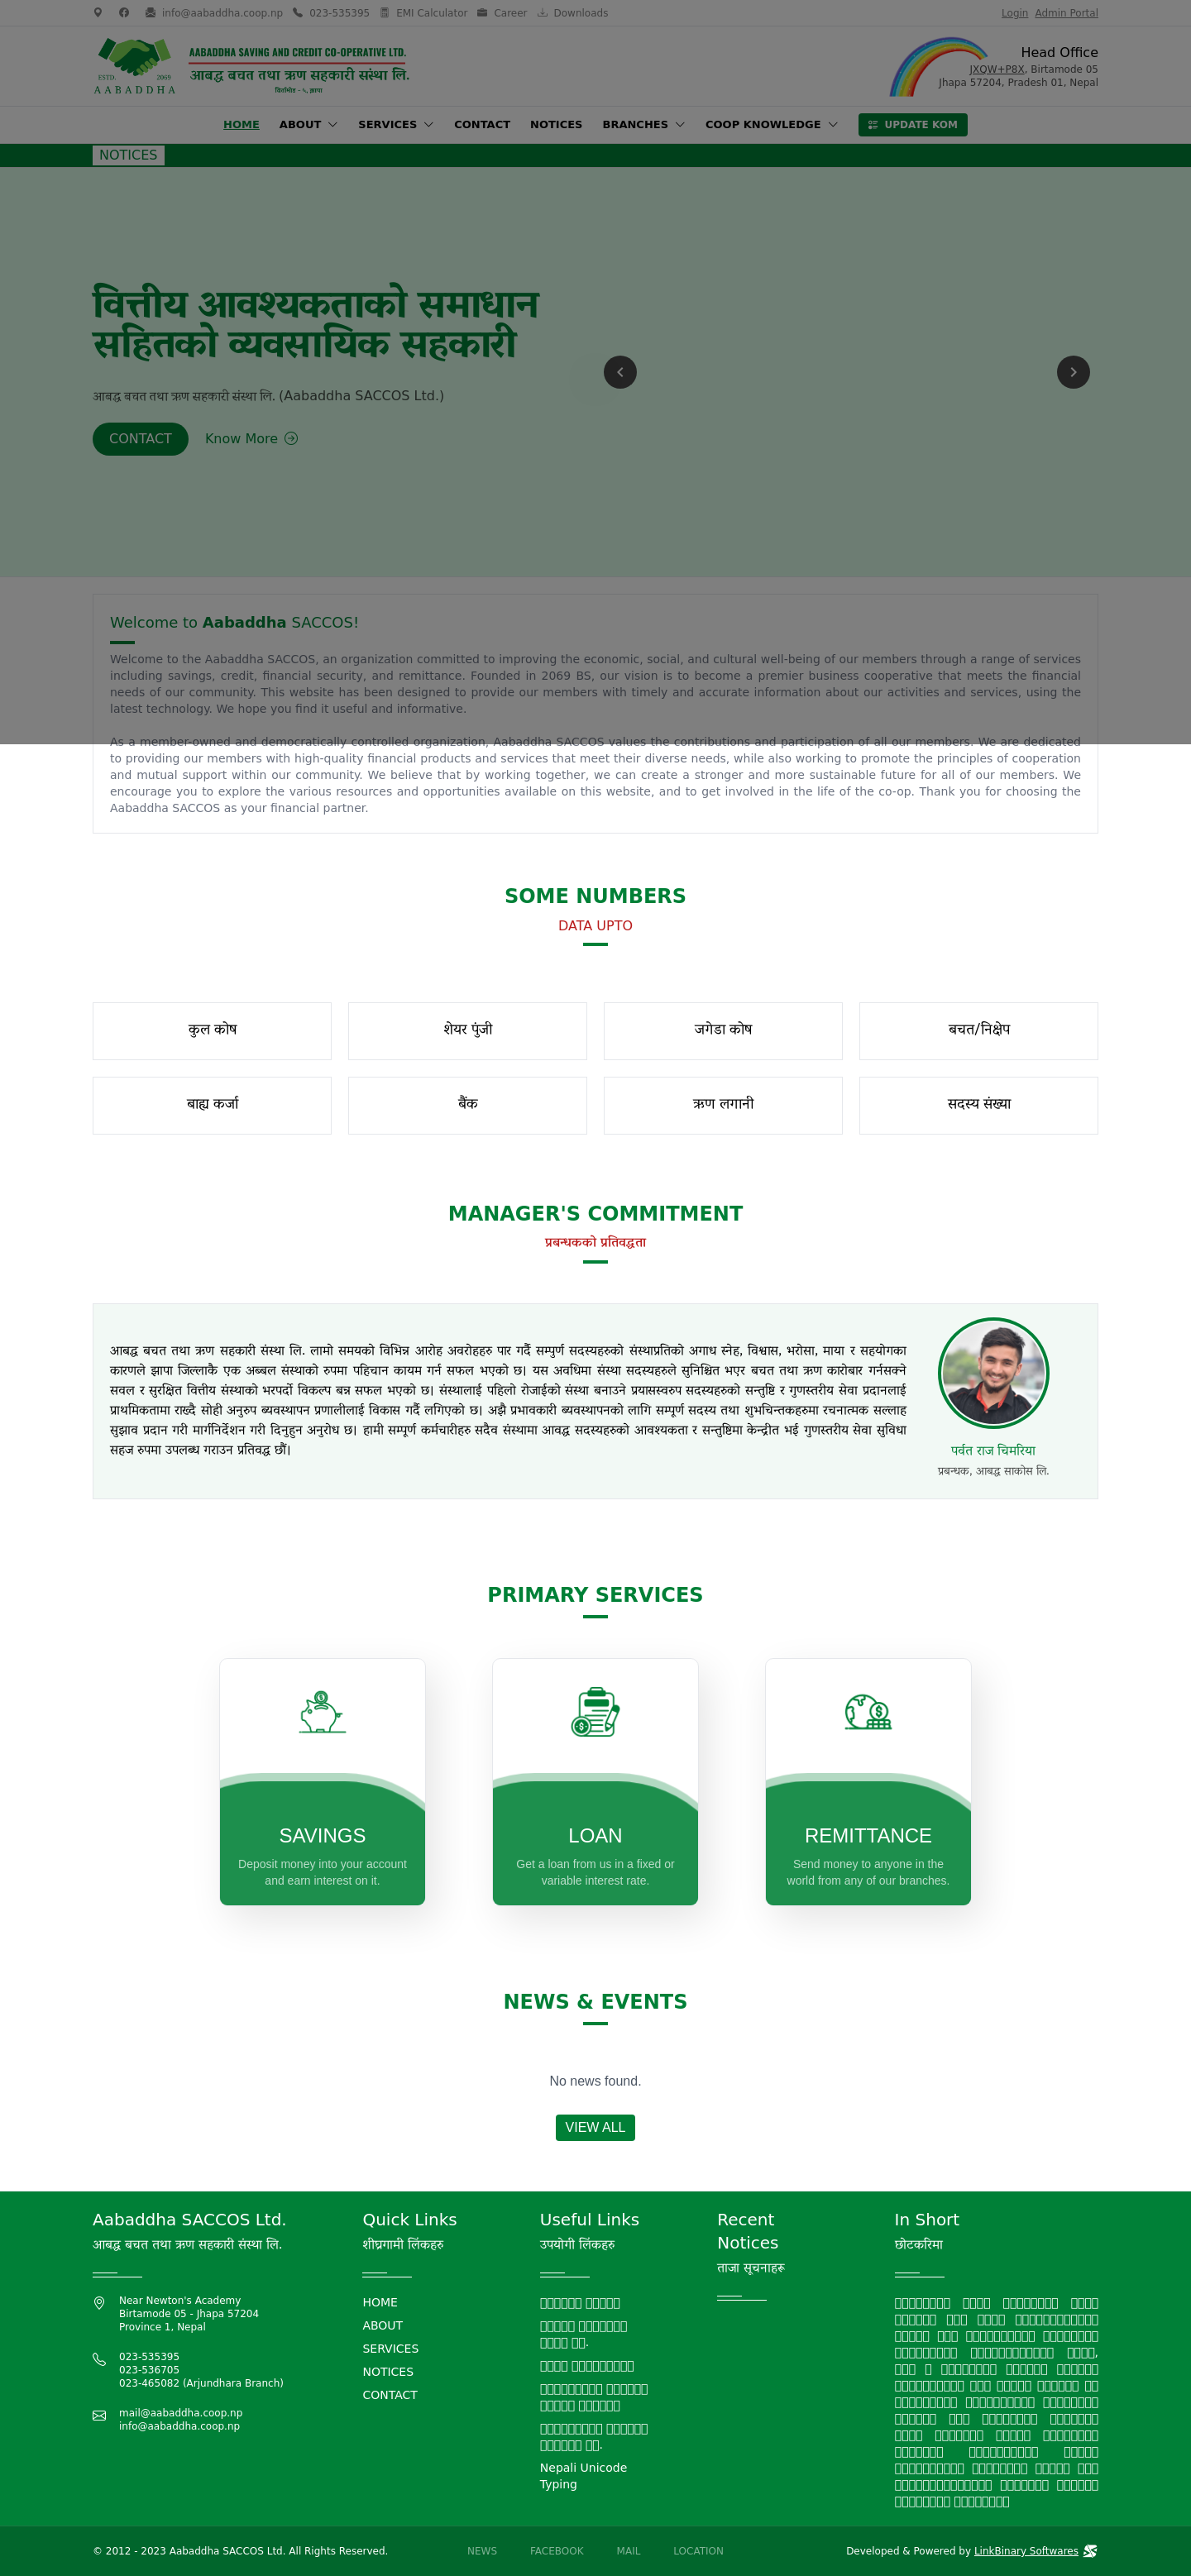 info@aabaddha.coop.np 023-535395 EMI Calculator Career Downloads Login Admin Portal
AABADDHA SAVING AND CREDIT CO-OPERATIVE LTD.
आबद्ध बचत तथा ऋण सहकारी संस्था लि.
बिर्तामोड - ५, झापा
ESTD. 2069
AABADDHA
Head Office
JXQW+P8X, Birtamode 05
Jhapa 57204, Pradesh 01, Nepal
HOME ABOUT SERVICES CONTACT NOTICES BRANCHES COOP KNOWLEDGE UPDATE KOM
NOTICES
वित्तीय आवश्यकताको समाधान
सहितको व्यवसायिक सहकारी
आबद्ध बचत तथा ऋण सहकारी संस्था लि. (Aabaddha SACCOS Ltd.)
CONTACT Know More
Welcome to Aabaddha SACCOS!
Welcome to the Aabaddha SACCOS, an organization committed to improving the economic, social, and cultural well-being of our members through a range of services
including savings, credit, financial security, and remittance. Founded in 2069 BS, our vision is to become a premier business cooperative that meets the financial
needs of our community. This website has been designed to provide our members with timely and accurate information about our activities and services, using the
latest technology. We hope you find it useful and informative.
As a member-owned and democratically controlled organization, Aabaddha SACCOS values the contributions and participation of all our members. We are dedicated
to providing our members with high-quality financial products and services that meet their diverse needs, while also working to promote the principles of cooperation
and mutual support within our community. We believe that by working together, we can create a stronger and more sustainable future for all of our members. We
encourage you to explore the various resources and opportunities available on this website, and to get involved in the life of the co-op. Thank you for choosing the
Aabaddha SACCOS as your financial partner.
SOME NUMBERS
DATA UPTO
कुल कोष शेयर पुंजी जगेडा कोष बचत/निक्षेप
बाह्य कर्जा बैंक ऋण लगानी सदस्य संख्या
MANAGER'S COMMITMENT
प्रबन्धकको प्रतिवद्धता
आबद्ध बचत तथा ऋण सहकारी संस्था लि. लामो समयको विभिन्न आरोह अवरोहहरु पार गर्दै सम्पुर्ण सदस्यहरुको संस्थाप्रतिको अगाध स्नेह, विश्वास, भरोसा, माया र सहयोगका
कारणले झापा जिल्लाकै एक अब्बल संस्थाको रुपमा पहिचान कायम गर्न सफल भएको छ। यस अवधिमा संस्था सदस्यहरुले सुनिश्चित भएर बचत तथा ऋण कारोबार गर्नसक्ने
सवल र सुरक्षित वित्तीय संस्थाको भरपर्दो विकल्प बन्न सफल भएको छ। संस्थालाई पहिलो रोजाईको संस्था बनाउने प्रयासस्वरुप सदस्यहरुको सन्तुष्टि र गुणस्तरीय सेवा प्रदानलाई
प्राथमिकतामा राख्दै सोही अनुरुप ब्यवस्थापन प्रणालीलाई विकास गर्दै लगिएको छ। अझै प्रभावकारी ब्यवस्थापनको लागि सम्पूर्ण सदस्य तथा शुभचिन्तकहरुमा रचनात्मक सल्लाह
सुझाव प्रदान गरी मार्गनिर्देशन गरी दिनुहुन अनुरोध छ। हामी सम्पूर्ण कर्मचारीहरु सदैव संस्थामा आवद्ध सदस्यहरुको आवश्यकता र सन्तुष्टिमा केन्द्रीत भई गुणस्तरीय सेवा सुविधा
सहज रुपमा उपलब्ध गराउन प्रतिवद्ध छौं।
पर्वत राज चिमरिया
प्रबन्धक, आबद्ध साकोस लि.
PRIMARY SERVICES
SAVINGS
Deposit money into your account
and earn interest on it.
LOAN
Get a loan from us in a fixed or
variable interest rate.
REMITTANCE
Send money to anyone in the
world from any of our branches.
NEWS & EVENTS
No news found.
VIEW ALL
Aabaddha SACCOS Ltd.
आबद्ध बचत तथा ऋण सहकारी संस्था लि.
Near Newton's Academy
Birtamode 05 - Jhapa 57204
Province 1, Nepal
023-535395
023-536705
023-465082 (Arjundhara Branch)
mail@aabaddha.coop.np
info@aabaddha.coop.np
Quick Links
शीघ्रगामी लिंकहरु
HOME
ABOUT
SERVICES
NOTICES
CONTACT
Useful Links
उपयोगी लिंकहरु
Nepali Unicode
Typing
Recent
Notices
ताजा सूचनाहरू
In Short
छोटकरिमा
© 2012 - 2023 Aabaddha SACCOS Ltd. All Rights Reserved. NEWS FACEBOOK MAIL LOCATION Developed & Powered by LinkBinary Softwares